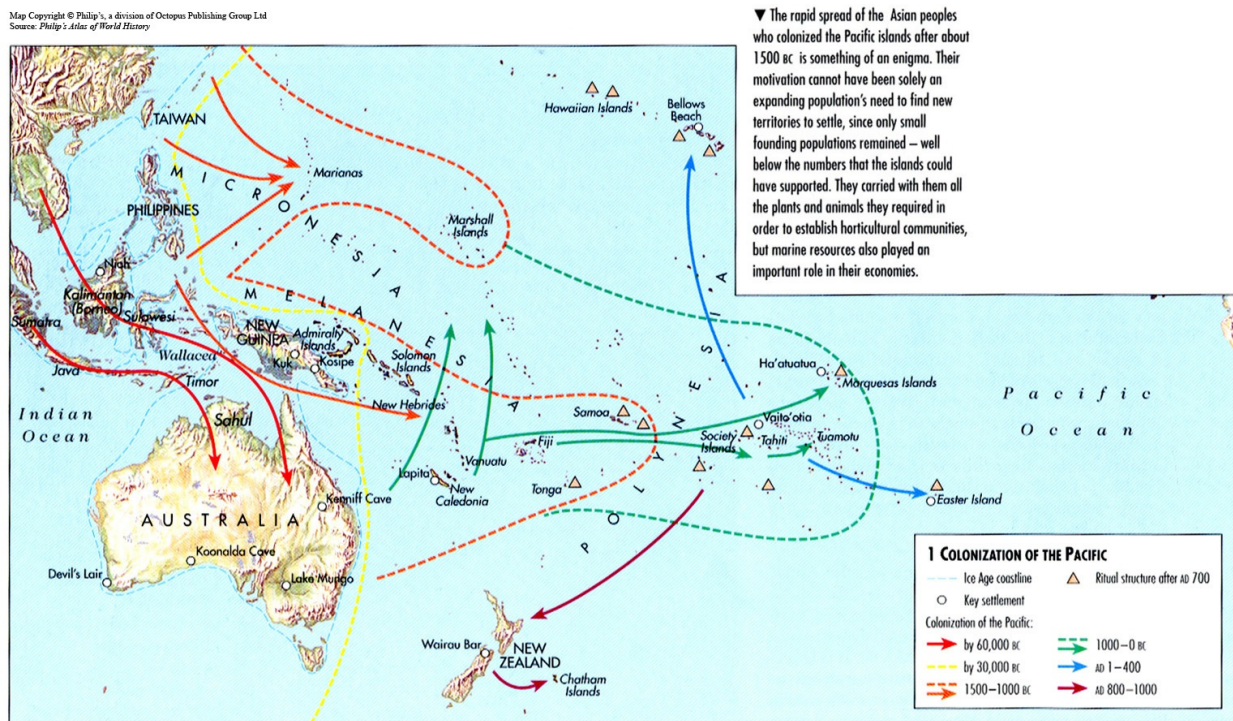 Map Copyright © Philip's, a division of Octopus Publishing Group Ltd
Source: Philip's Atlas of World History
▼ The rapid spread of the Asian peoples
who colonized the Pacific islands after about
1500 BC is something of an enigma. Their
motivation cannot have been solely an
expanding population's need to find new
territories to settle, since only small
founding populations remained – well
below the numbers that the islands could
have supported. They carried with them all
the plants and animals they required in
order to establish horticultural communities,
but marine resources also played an
important role in their economies.
Hawaiian Islands
Bellows
Beach
TAIWAN
MICRONESIA
Marianas
PHILIPPINES
Marshall
Islands
Niah
Kalimantan
(Borneo)
Sulawesi
Sumatra
MELANESIA
NEW
GUINEA
Admirally
Islands
Kuk
Kosipe
Solomon
Islands
Wallacea
Java
Timor
New Hebrides
Indian
Ocean
Sahul
POLYNESIA
Ha'atuatua
Marquesas Islands
Pacific
Ocean
Samoa
Fiji
Vanuatu
Society
Islands
Vaito'otia
Tahiti
Tuamotu
Lapita
New
Caledonia
Tonga
Easter Island
Kenniff Cave
AUSTRALIA
Koonalda Cave
Devil's Lair
Lake Mungo
Wairau Bar
NEW
ZEALAND
Chatham
Islands
1 COLONIZATION OF THE PACIFIC
Ice Age coastline
Ritual structure after AD 700
Key settlement
Colonization of the Pacific:
by 60,000 BC
1000–0 BC
by 30,000 BC
AD 1–400
1500–1000 BC
AD 800–1000